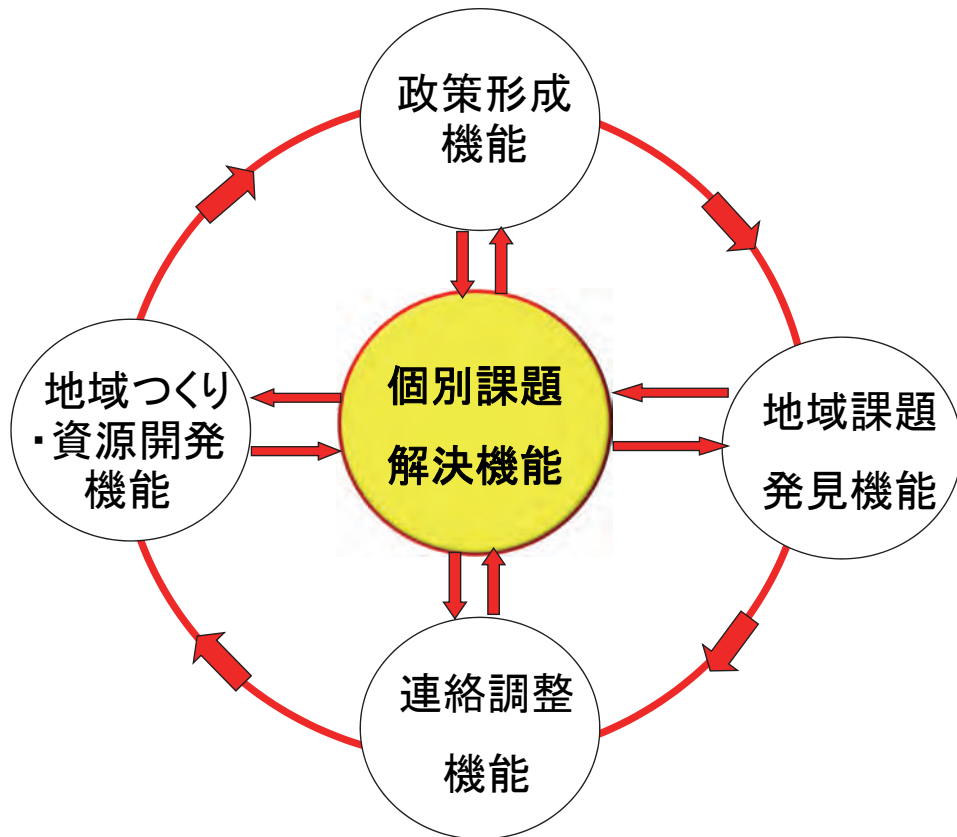 政策形成
機能
個別課題
解決機能
地域つくり
・資源開発
機能
地域課題
発見機能
連絡調整
機能